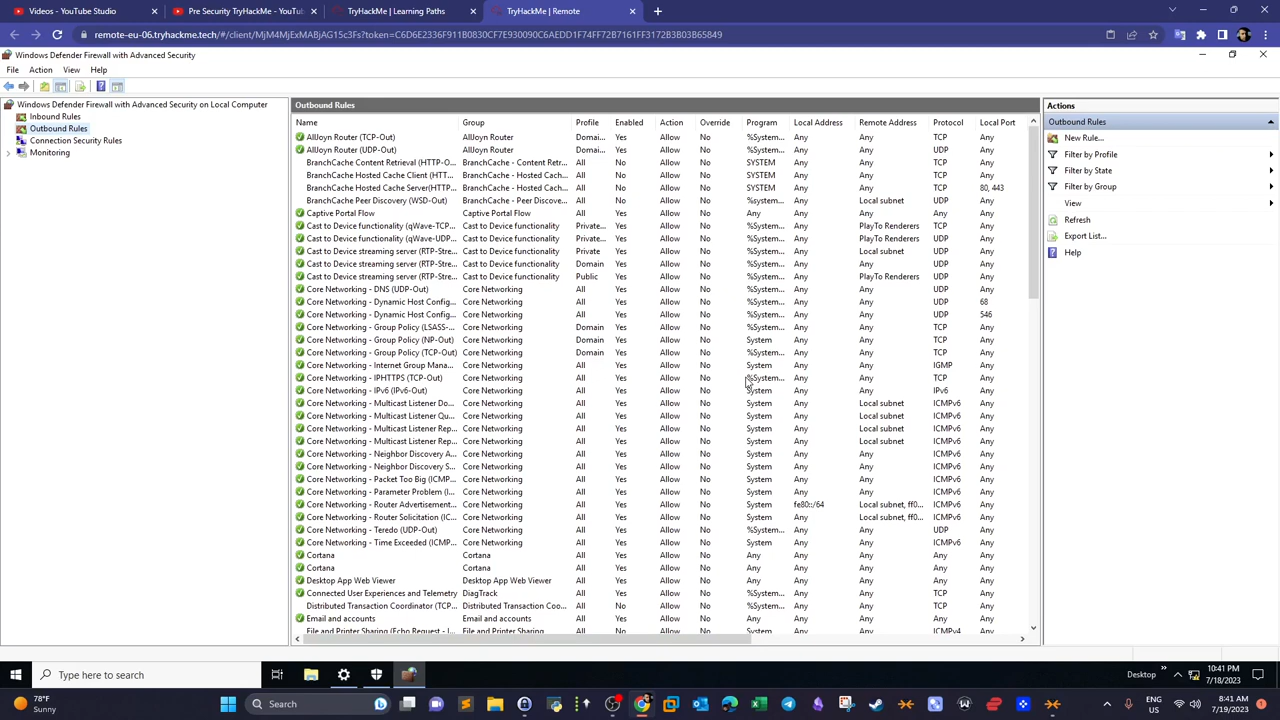 Videos - YouTube Studio
Pre Security TryHackMe - YouTu
TryHackMe | Learning Paths
TryHackMe | Remote
remote-eu-06.tryhackme.tech/#/client/MjM4MjExMABjAG15c3Fs?token=C6D6E2336F911B0830CF7E0930090C6AEDD1F74FF72B7161FF3172B3B03B65849
Windows Defender Firewall with Advanced Security
File Action View Help
Windows Defender Firewall with Advanced Security on Local Computer
Inbound Rules
Outbound Rules
Connection Security Rules
Monitoring
Outbound Rules
Name Group Profile Enabled Action Override Program Local Address Remote Address Protocol Local Port
AllJoyn Router (TCP-Out) AllJoyn Router Domai... Yes Allow No %System... Any Any TCP Any
AllJoyn Router (UDP-Out) AllJoyn Router Domai... Yes Allow No %System... Any Any UDP Any
BranchCache Content Retrieval (HTTP-O... BranchCache - Content Retr... All No Allow No SYSTEM Any Any TCP Any
BranchCache Hosted Cache Client (HTT... BranchCache - Hosted Cach... All No Allow No SYSTEM Any Any TCP Any
BranchCache Hosted Cache Server(HTTP... BranchCache - Hosted Cach... All No Allow No SYSTEM Any Any TCP 80, 443
BranchCache Peer Discovery (WSD-Out) BranchCache - Peer Discove... All No Allow No %system... Any Local subnet UDP Any
Captive Portal Flow Captive Portal Flow All Yes Allow No Any Any Any Any Any
Cast to Device functionality (qWave-TCP... Cast to Device functionality Private... Yes Allow No %System... Any PlayTo Renderers TCP Any
Cast to Device functionality (qWave-UDP... Cast to Device functionality Private... Yes Allow No %System... Any PlayTo Renderers UDP Any
Cast to Device streaming server (RTP-Stre... Cast to Device functionality Private Yes Allow No %System... Any Local subnet UDP Any
Cast to Device streaming server (RTP-Stre... Cast to Device functionality Domain Yes Allow No %System... Any Any UDP Any
Cast to Device streaming server (RTP-Stre... Cast to Device functionality Public Yes Allow No %System... Any PlayTo Renderers UDP Any
Core Networking - DNS (UDP-Out) Core Networking All Yes Allow No %System... Any Any UDP Any
Core Networking - Dynamic Host Config... Core Networking All Yes Allow No %System... Any Any UDP 68
Core Networking - Dynamic Host Config... Core Networking All Yes Allow No %System... Any Any UDP 546
Core Networking - Group Policy (LSASS-... Core Networking Domain Yes Allow No %System... Any Any TCP Any
Core Networking - Group Policy (NP-Out) Core Networking Domain Yes Allow No System Any Any TCP Any
Core Networking - Group Policy (TCP-Out) Core Networking Domain Yes Allow No %System... Any Any TCP Any
Core Networking - Internet Group Mana... Core Networking All Yes Allow No System Any Any IGMP Any
Core Networking - IPHTTPS (TCP-Out) Core Networking All Yes Allow No %System... Any Any TCP Any
Core Networking - IPv6 (IPv6-Out) Core Networking All Yes Allow No System Any Any IPv6 Any
Core Networking - Multicast Listener Do... Core Networking All Yes Allow No System Any Local subnet ICMPv6 Any
Core Networking - Multicast Listener Qu... Core Networking All Yes Allow No System Any Local subnet ICMPv6 Any
Core Networking - Multicast Listener Rep... Core Networking All Yes Allow No System Any Local subnet ICMPv6 Any
Core Networking - Multicast Listener Rep... Core Networking All Yes Allow No System Any Local subnet ICMPv6 Any
Core Networking - Neighbor Discovery A... Core Networking All Yes Allow No System Any Any ICMPv6 Any
Core Networking - Neighbor Discovery S... Core Networking All Yes Allow No System Any Any ICMPv6 Any
Core Networking - Packet Too Big (ICMP... Core Networking All Yes Allow No System Any Any ICMPv6 Any
Core Networking - Parameter Problem (I... Core Networking All Yes Allow No System Any Any ICMPv6 Any
Core Networking - Router Advertisement... Core Networking All Yes Allow No System fe80::/64 Local subnet, ff0... ICMPv6 Any
Core Networking - Router Solicitation (IC... Core Networking All Yes Allow No System Any Local subnet, ff0... ICMPv6 Any
Core Networking - Teredo (UDP-Out) Core Networking All Yes Allow No %System... Any Any UDP Any
Core Networking - Time Exceeded (ICMP... Core Networking All Yes Allow No System Any Any ICMPv6 Any
Cortana Cortana All Yes Allow No Any Any Any Any Any
Cortana Cortana All Yes Allow No Any Any Any Any Any
Desktop App Web Viewer Desktop App Web Viewer All Yes Allow No Any Any Any Any Any
Connected User Experiences and Telemetry DiagTrack All Yes Allow No %System... Any Any TCP Any
Distributed Transaction Coordinator (TCP... Distributed Transaction Coo... All No Allow No %System... Any Any TCP Any
Email and accounts Email and accounts All Yes Allow No Any Any Any Any Any
File and Printer Sharing (Echo Request - I... File and Printer Sharing All No Allow No System Any Any ICMPv4 Any
Actions
Outbound Rules
New Rule...
Filter by Profile
Filter by State
Filter by Group
View
Refresh
Export List...
Help
Type here to search
Desktop
10:41 PM
7/18/2023
78°F
Sunny
Search
ENG
US
8:41 AM
7/19/2023